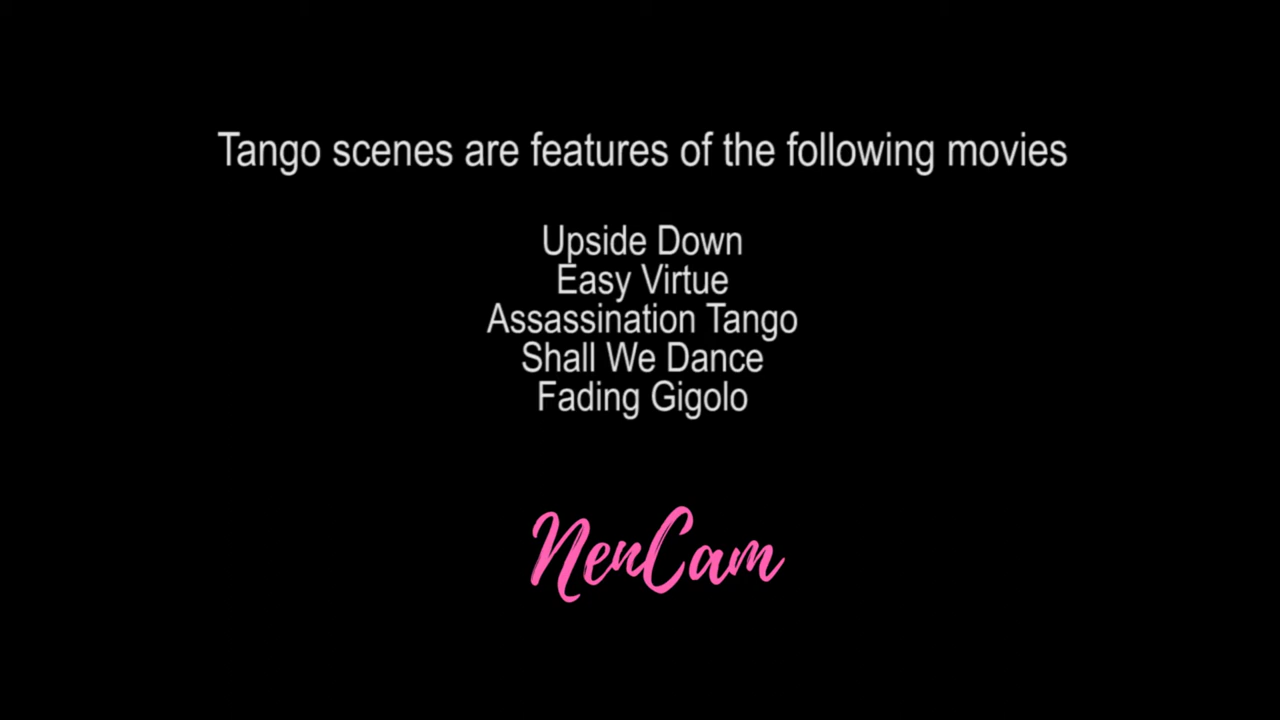 Tango scenes are features of the following movies
Upside Down
Easy Virtue
Assassination Tango
Shall We Dance
Fading Gigolo
NenCam